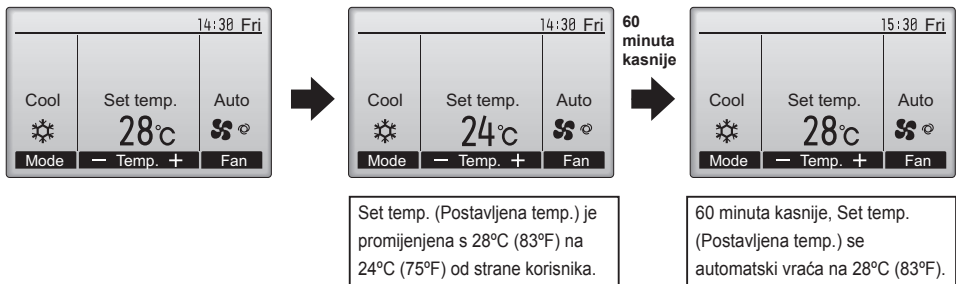 14:30 Fri
Cool Set temp. Auto
28°C
Mode − Temp. + Fan
14:30 Fri
Cool Set temp. Auto
24°C
Mode − Temp. + Fan
Set temp. (Postavljena temp.) je
promijenjena s 28ºC (83ºF) na
24ºC (75ºF) od strane korisnika.
60
minuta
kasnije
15:30 Fri
Cool Set temp. Auto
28°C
Mode − Temp. + Fan
60 minuta kasnije, Set temp.
(Postavljena temp.) se
automatski vraća na 28ºC (83ºF).